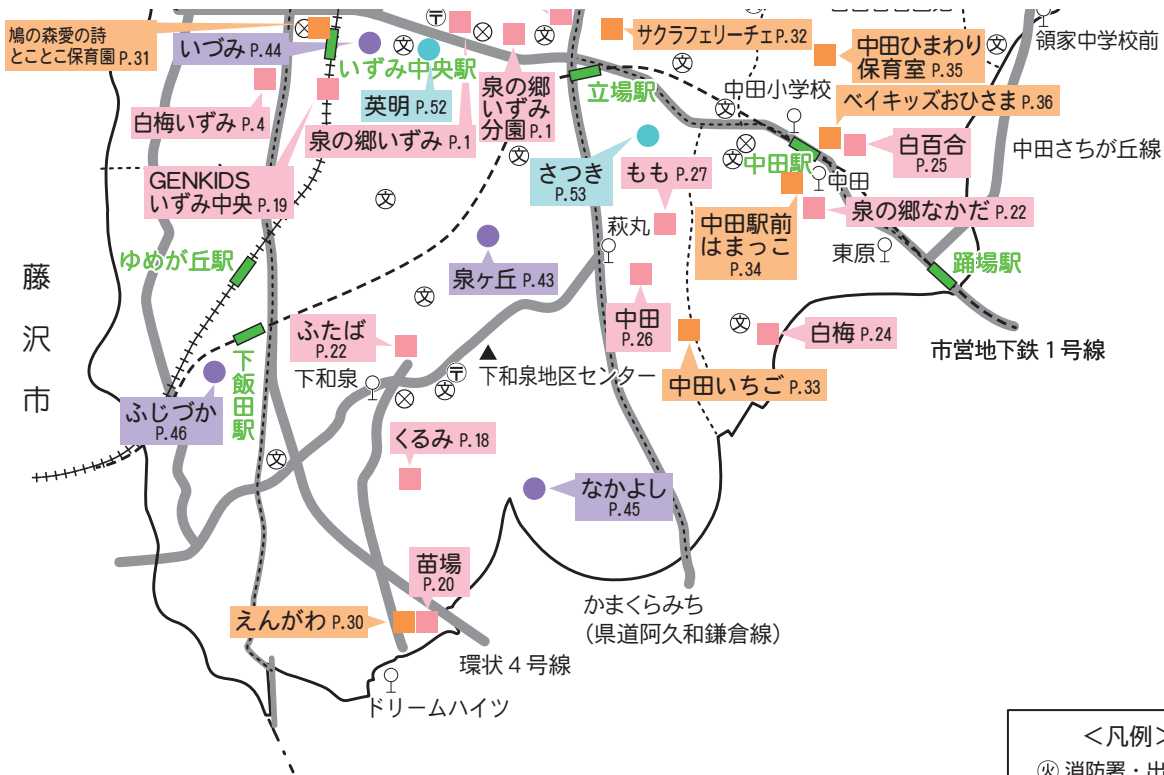 鳩の森愛の詩
とことこ保育園 P.31
いづみ P.44
〒
文
いずみ中央駅
英明 P.52
白梅いずみ P.4
泉の郷いずみ P.1
泉の郷
いずみ
分園 P.1
文
サクラフェリーチェ P.32
文
立場駅
中田小学校
中田ひまわり
保育室 P.35
文
領家中学校前
ベイキッズおひさま P.36
文
中田駅
中田
白百合
P.25
中田さちが丘線
GENKIDS
いずみ中央 P.19
文
文
さつき
P.53
もも P.27
文
萩丸
中田駅前
はまっこ
P.34
泉の郷なかだ P.22
東原
踊場駅
ゆめが丘駅
藤沢市
泉ヶ丘 P.43
文
中田
P.26
文
白梅 P.24
市営地下鉄 1 号線
ふたば
P.22
下和泉
〒
文
下和泉地区センター
中田いちご P.33
下飯田駅
ふじづか
P.46
文
くるみ P.18
なかよし
P.45
苗場
P.20
えんがわ P.30
かまくらみち
（県道阿久和鎌倉線）
環状 4 号線
ドリームハイツ
＜凡例＞
火 消防署・出